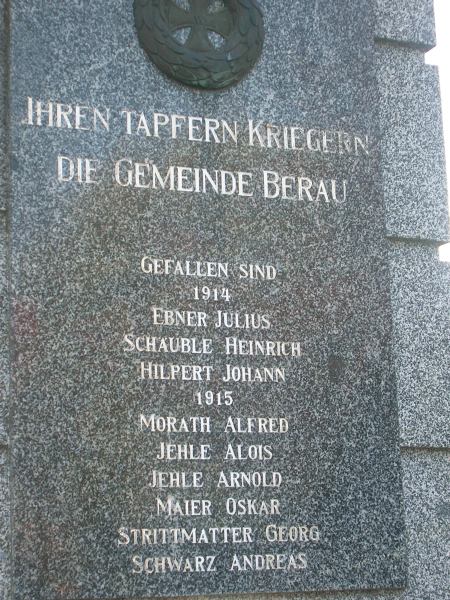 IHREN TAPFERN KRIEGERN
DIE GEMEINDE BERAU
GEFALLEN SIND
1914
EBNER JULIUS
SCHÄUBLE HEINRICH
HILPERT JOHANN
1915
MORATH ALFRED
JEHLE ALOIS
JEHLE ARNOLD
MAIER OSKAR
STRITTMATTER GEORG
SCHWARZ ANDREAS